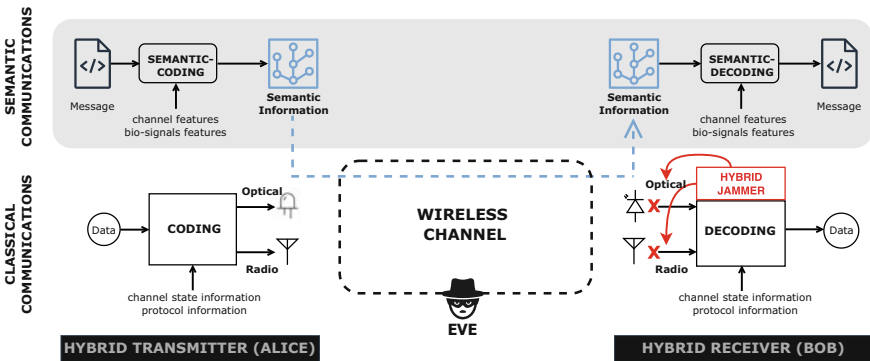 SEMANTIC
COMMUNICATIONS
</>
Message
SEMANTIC-
CODING
channel features
bio-signals features
Semantic
Information
Semantic
Information
SEMANTIC-
DECODING
channel features
bio-signals features
</>
Message
CLASSICAL
COMMUNICATIONS
Data
CODING
Optical
Radio
channel state information
protocol information
WIRELESS
CHANNEL
EVE
Optical
X
X
Radio
HYBRID
JAMMER
DECODING
Data
channel state information
protocol information
HYBRID TRANSMITTER (ALICE)
HYBRID RECEIVER (BOB)